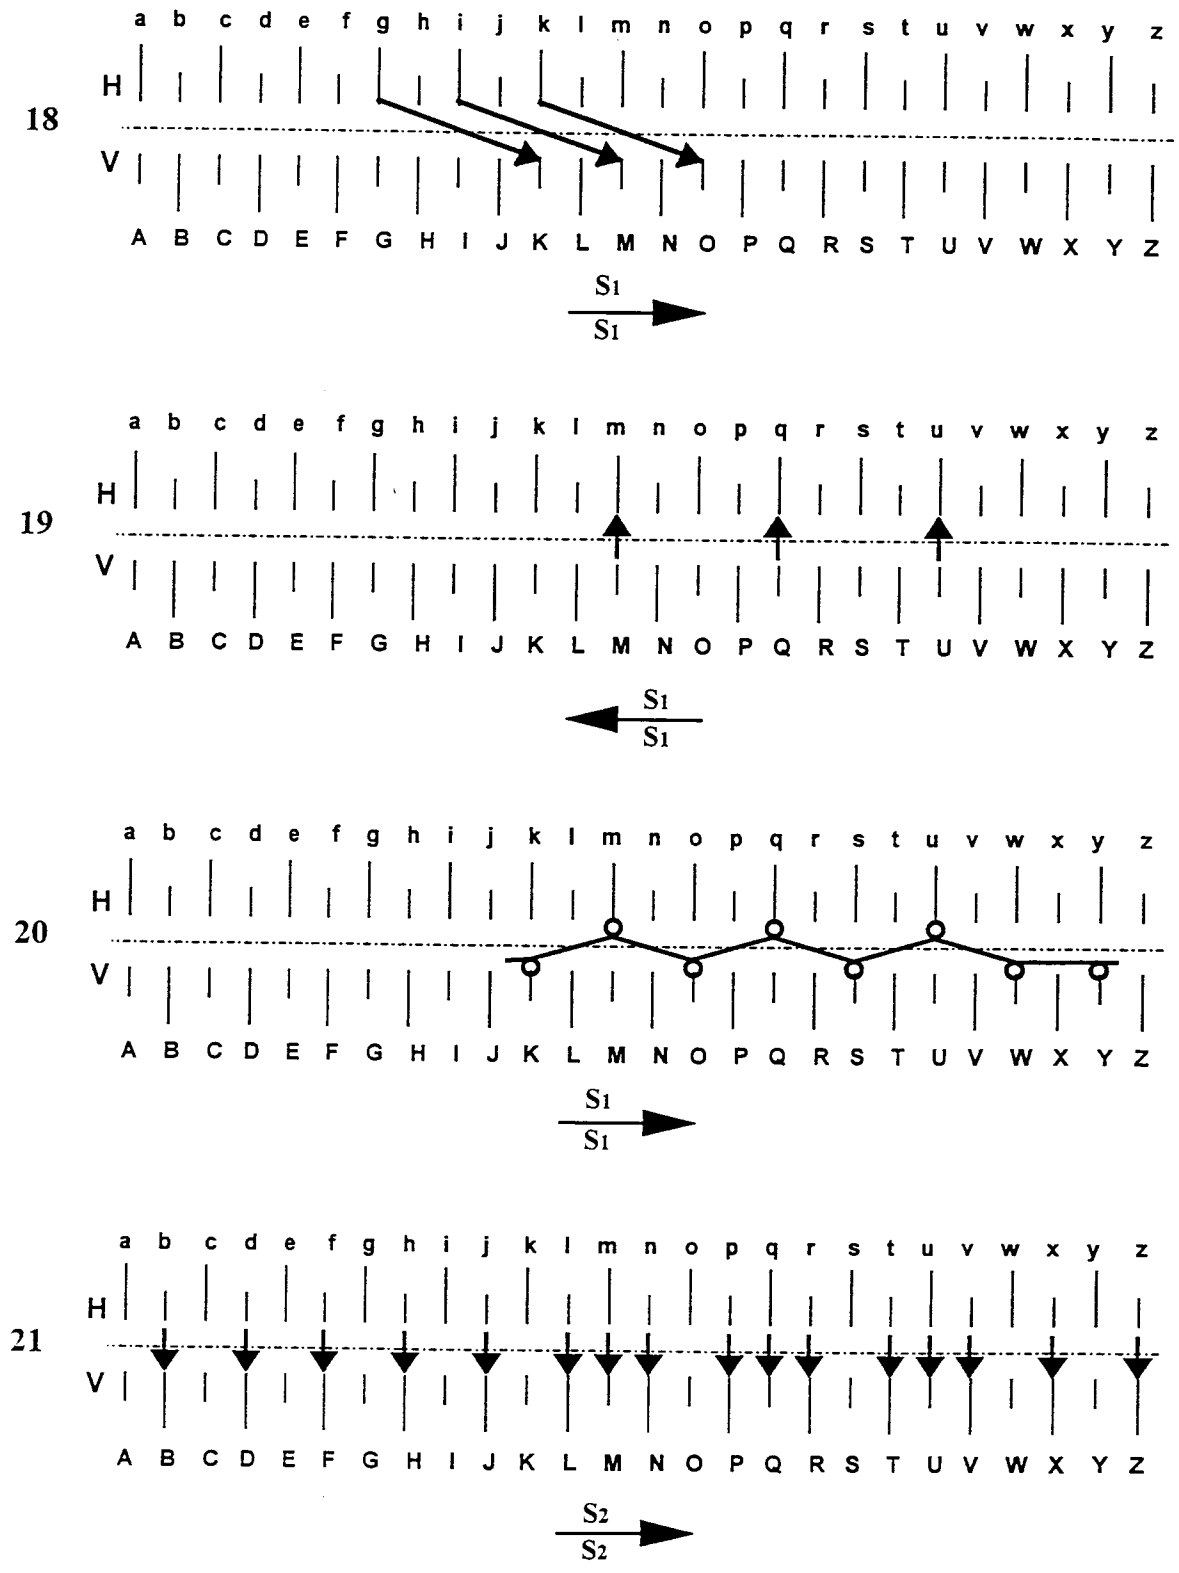 a b c d e f g h i j k l m n o p q r s t u v w x y z
H
18
V
A B C D E F G H I J K L M N O P Q R S T U V W X Y Z
S1
S1
a b c d e f g h i j k l m n o p q r s t u v w x y z
H
19
V
A B C D E F G H I J K L M N O P Q R S T U V W X Y Z
S1
S1
a b c d e f g h i j k l m n o p q r s t u v w x y z
H
20
V
A B C D E F G H I J K L M N O P Q R S T U V W X Y Z
S1
S1
a b c d e f g h i j k l m n o p q r s t u v w x y z
H
21
V
A B C D E F G H I J K L M N O P Q R S T U V W X Y Z
S2
S2